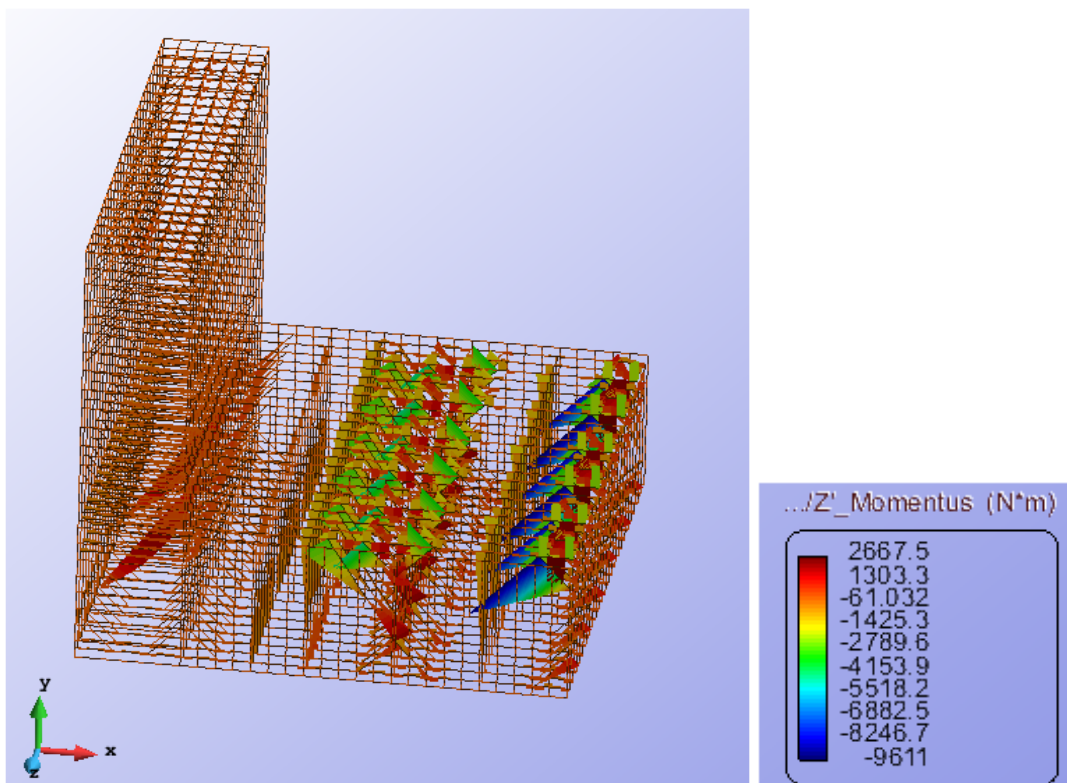 y
x
z
.../Z'_Momentus (N*m)
2667.5
1303.3
-61.032
-1425.3
-2789.6
-4153.9
-5518.2
-6882.5
-8246.7
-9611